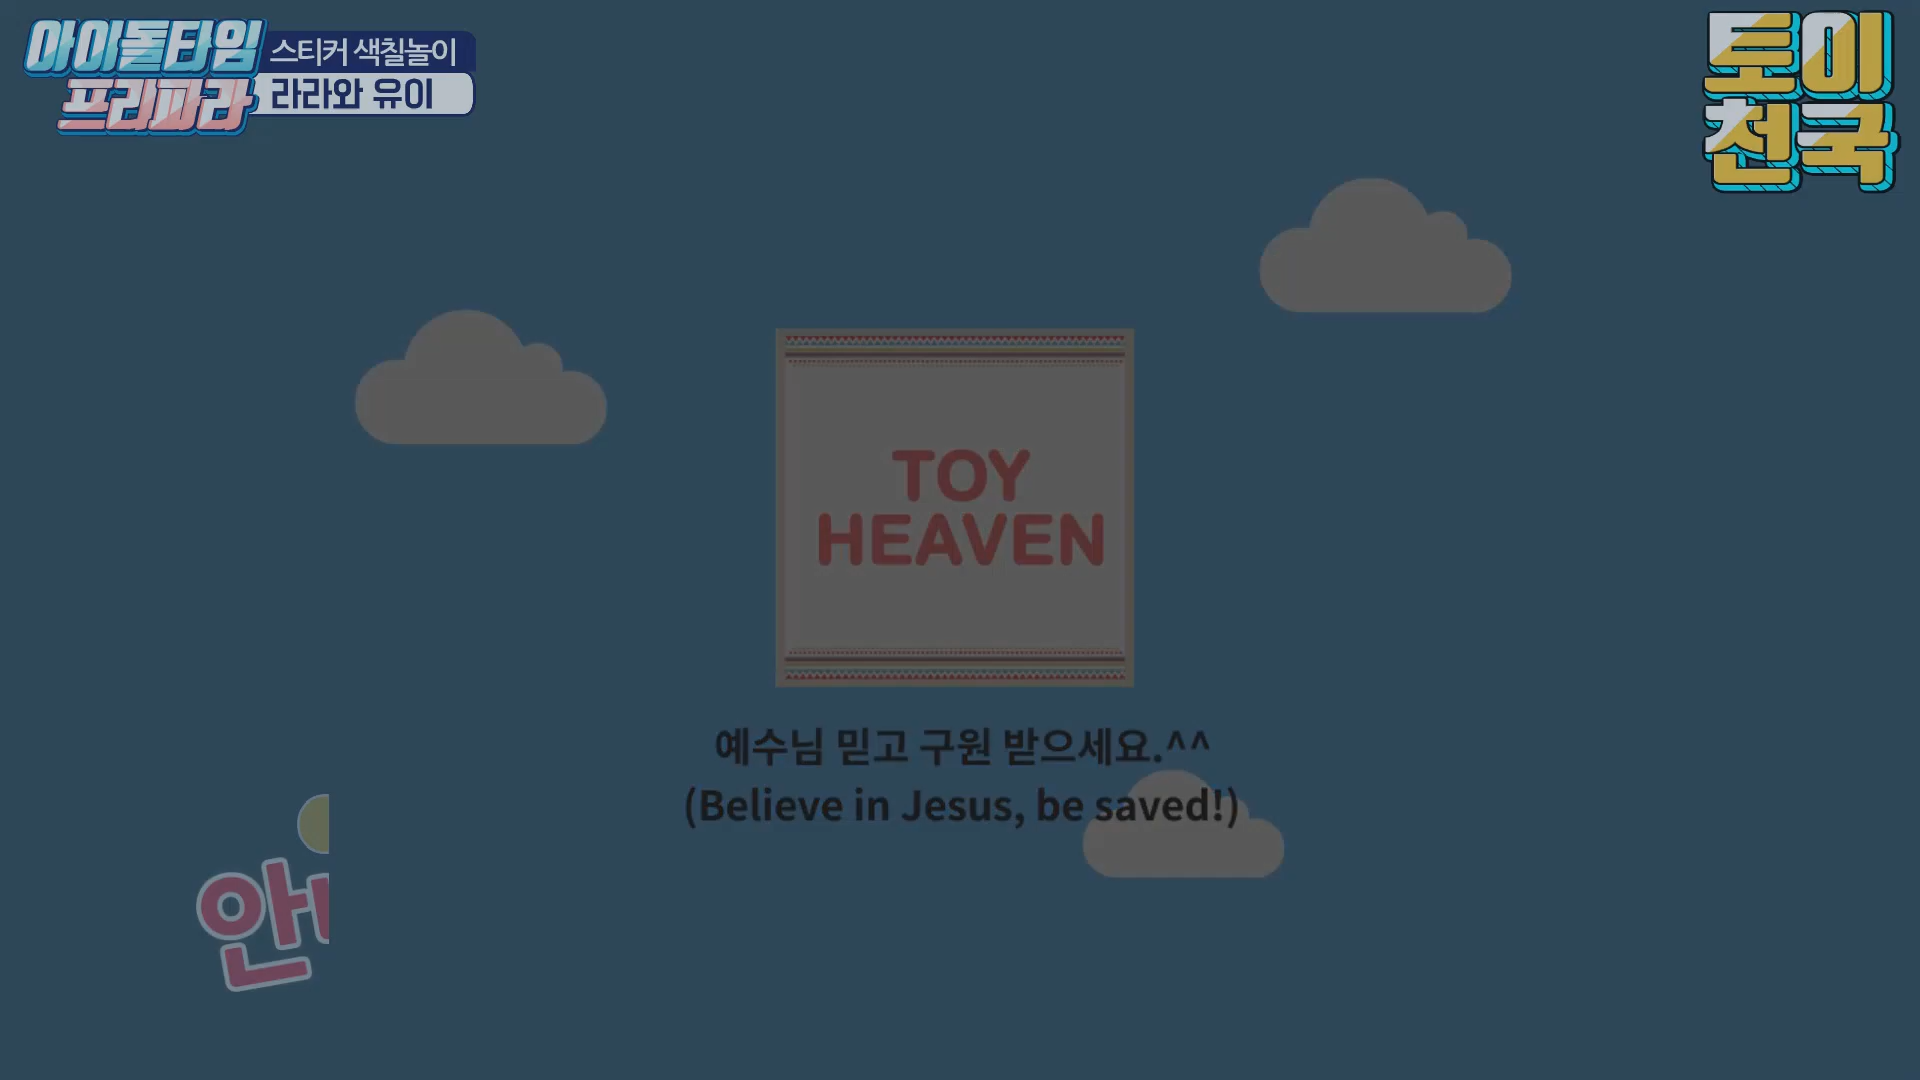 아이돌타임
프리파라
스티커 색칠놀이
라라와 유이
토이
천국
TOY
HEAVEN
예수님 믿고 구원 받으세요.^^
(Believe in Jesus, be saved!)
안